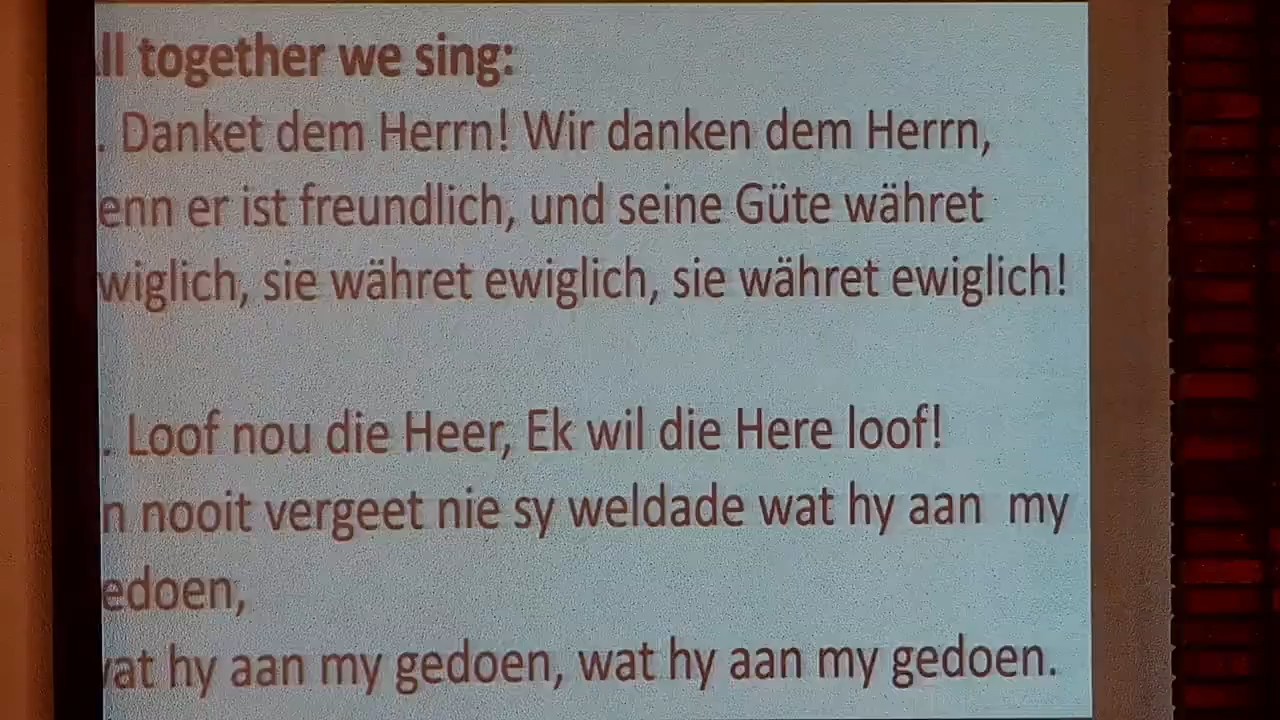 ll together we sing:
. Danket dem Herrn! Wir danken dem Herrn,
enn er ist freundlich, und seine Güte währet
wiglich, sie währet ewiglich, sie währet ewiglich!
. Loof nou die Heer, Ek wil die Here loof!
n nooit vergeet nie sy weldade wat hy aan my
edoen,
at hy aan my gedoen, wat hy aan my gedoen.